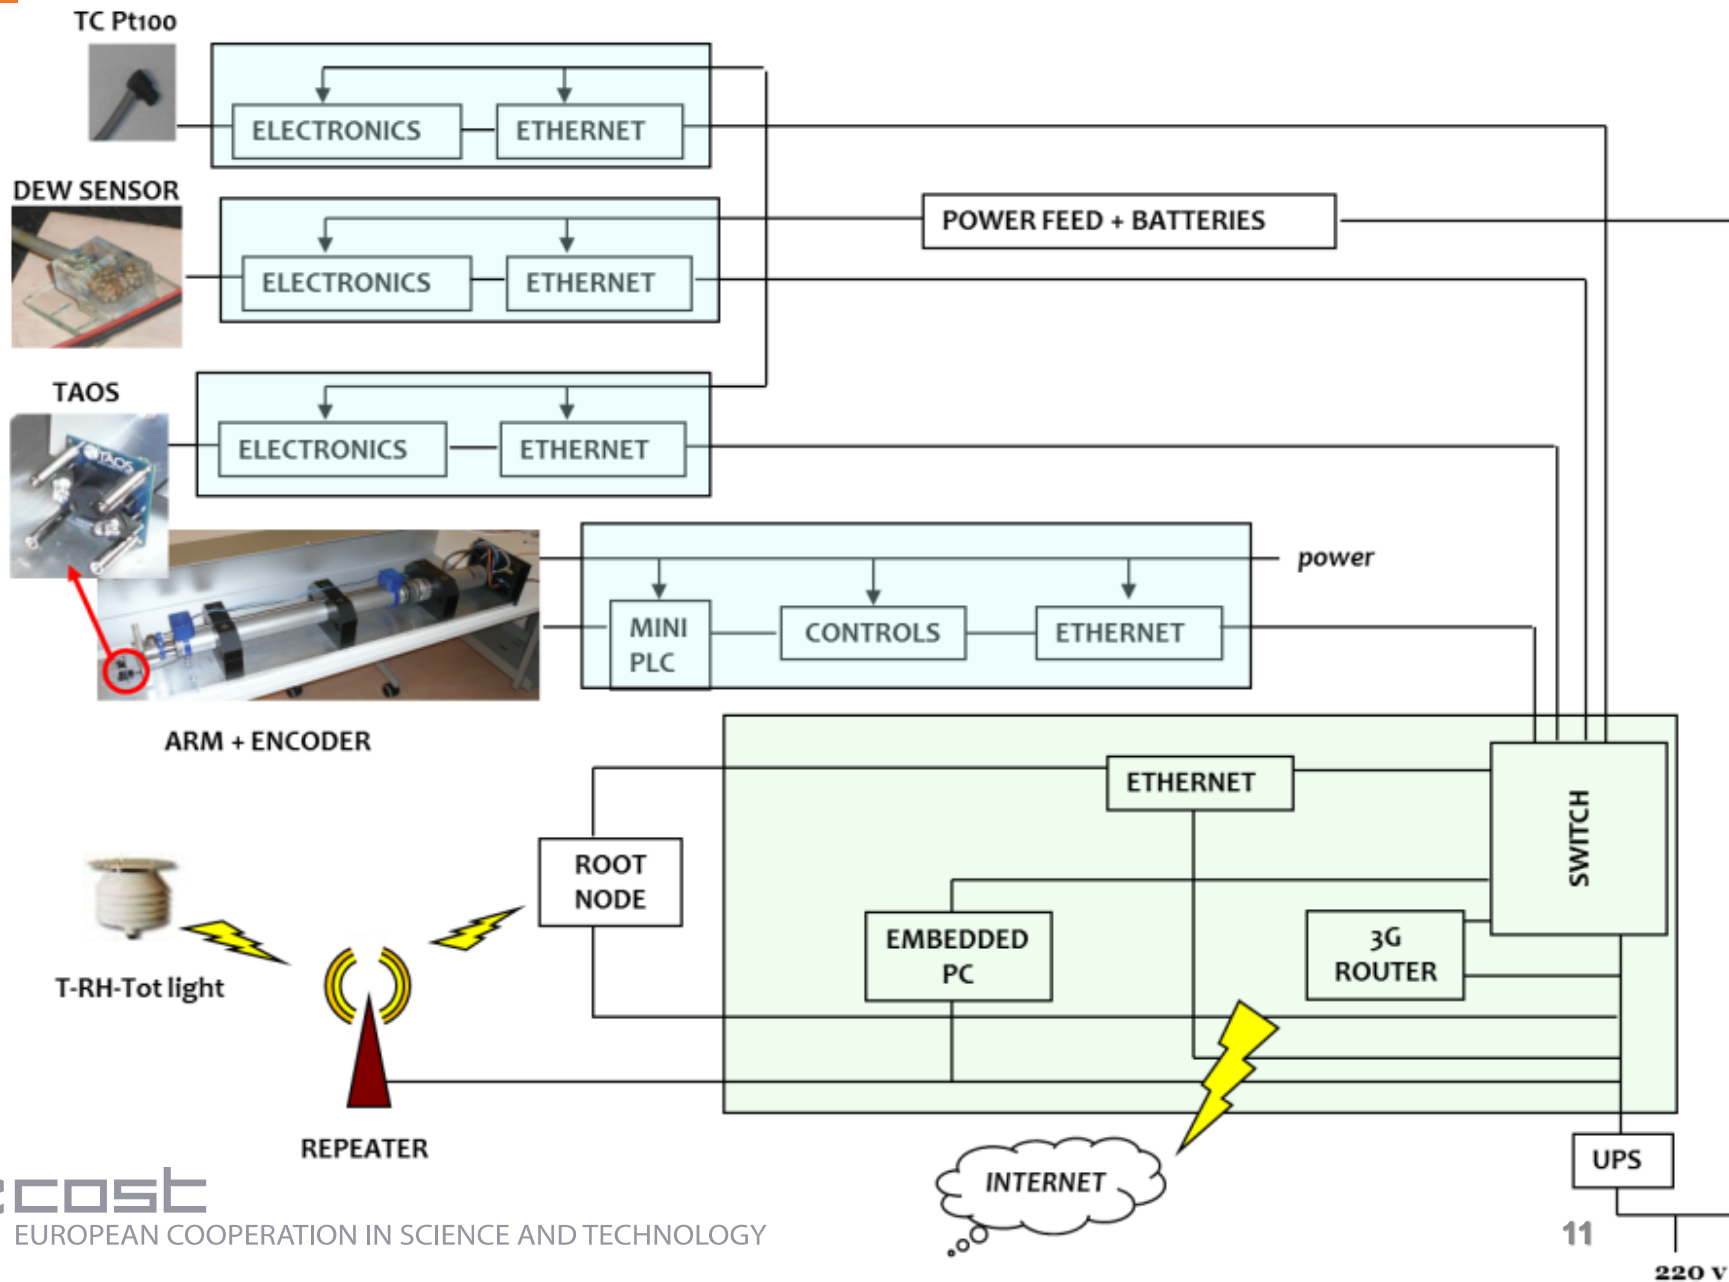 TC Pt100
ELECTRONICS
ETHERNET
DEW SENSOR
POWER FEED + BATTERIES
ELECTRONICS
ETHERNET
TAOS
ELECTRONICS
ETHERNET
TAOS
power
MINI
PLC
CONTROLS
ETHERNET
ARM + ENCODER
ETHERNET
SWITCH
ROOT
NODE
EMBEDDED
PC
3G
ROUTER
T-RH-Tot light
REPEATER
INTERNET
UPS
cost
EUROPEAN COOPERATION IN SCIENCE AND TECHNOLOGY
11
220 V